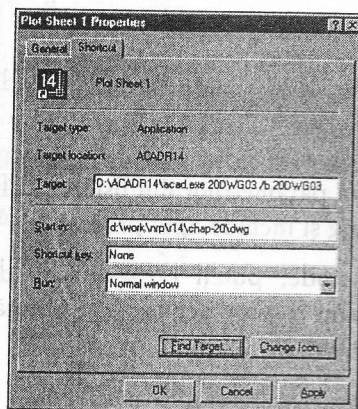 Plot Sheet 1 Properties
General Shortcut
14
Plot Sheet 1
Target type: Application
Target location: ACADR14
Target: D:\ACADR14\acad.exe 20DWG03 /b 20DWG03
Start in: d:\work\nrp\r14\chap-20\dwg
Shortcut key: None
Run: Normal window
Find Target... Change Icon...
OK Cancel Apply